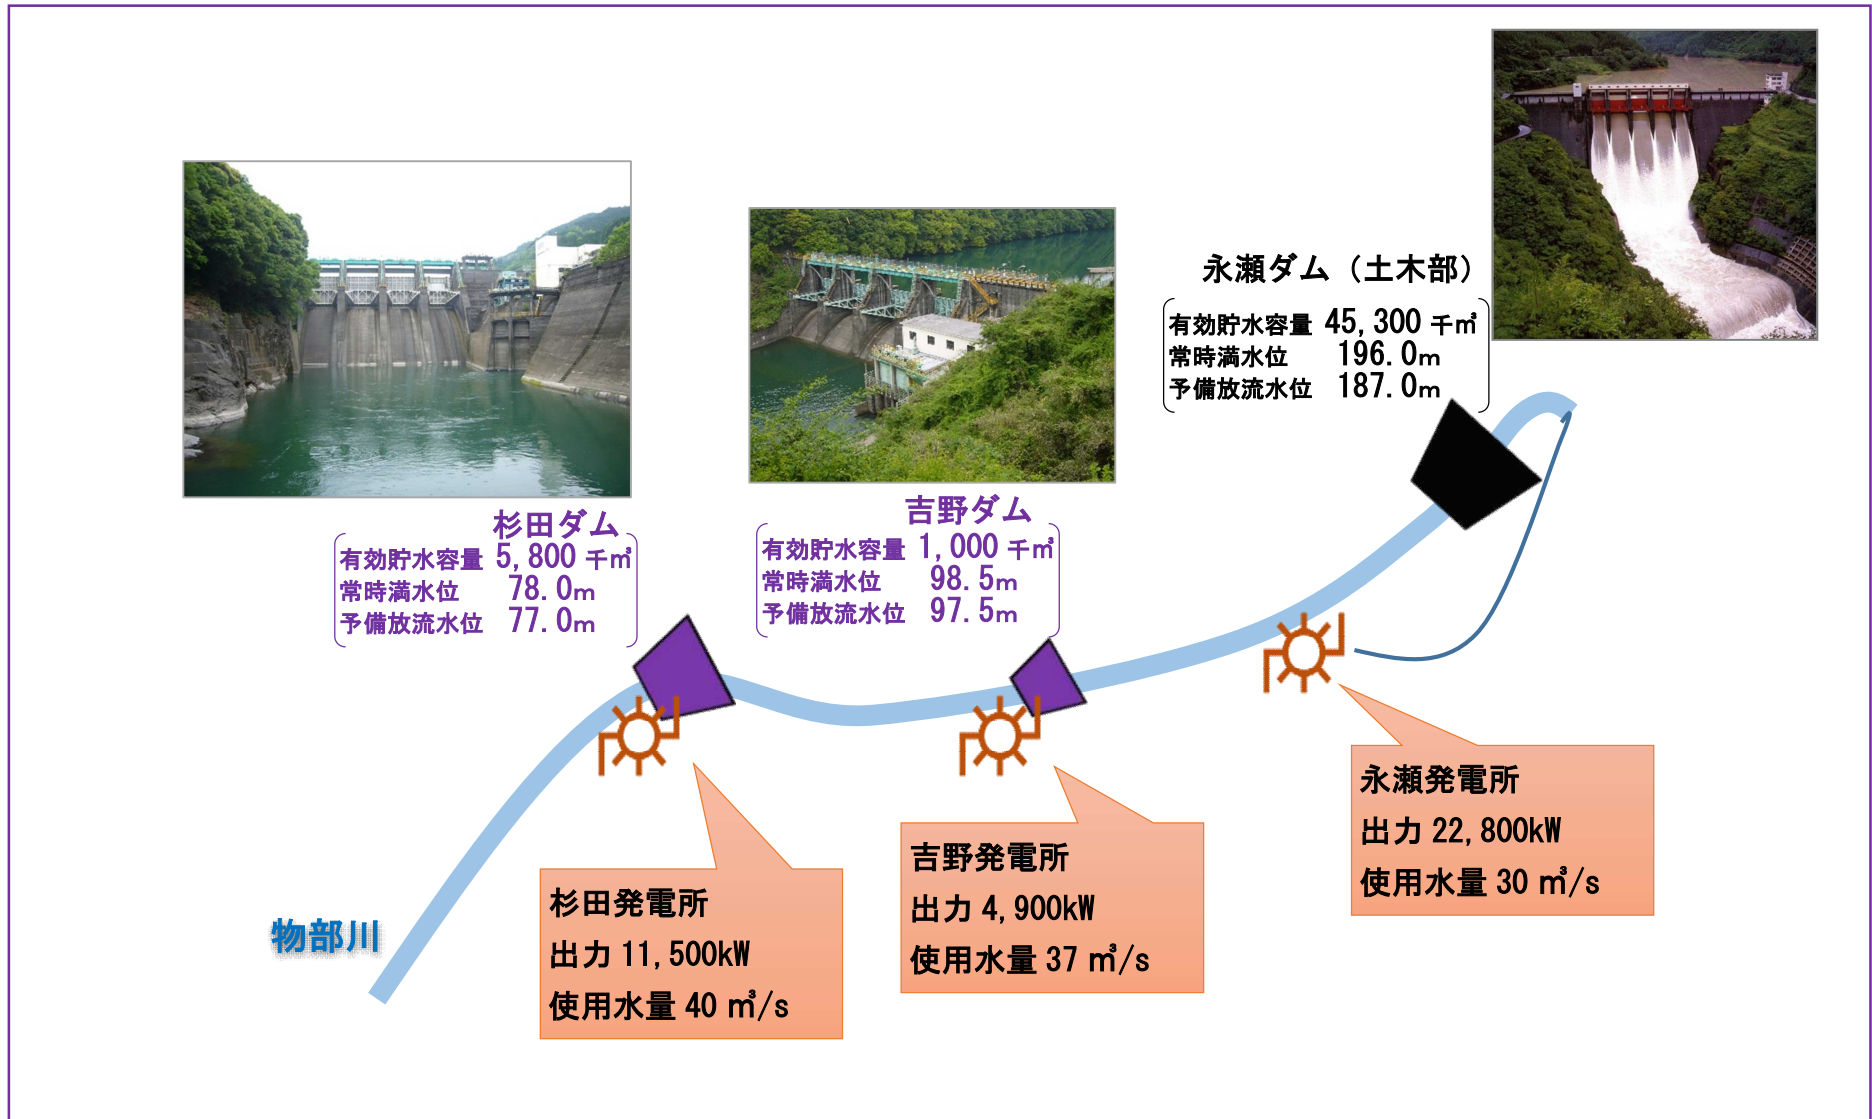 永瀬ダム（土木部）
有効貯水容量 45,300 千㎥
常時満水位 196.0m
予備放流水位 187.0m
吉野ダム
有効貯水容量 1,000 千㎥
常時満水位 98.5m
予備放流水位 97.5m
杉田ダム
有効貯水容量 5,800 千㎥
常時満水位 78.0m
予備放流水位 77.0m
永瀬発電所
出力 22,800kW
使用水量 30 ㎥/s
吉野発電所
出力 4,900kW
使用水量 37 ㎥/s
杉田発電所
出力 11,500kW
使用水量 40 ㎥/s
物部川